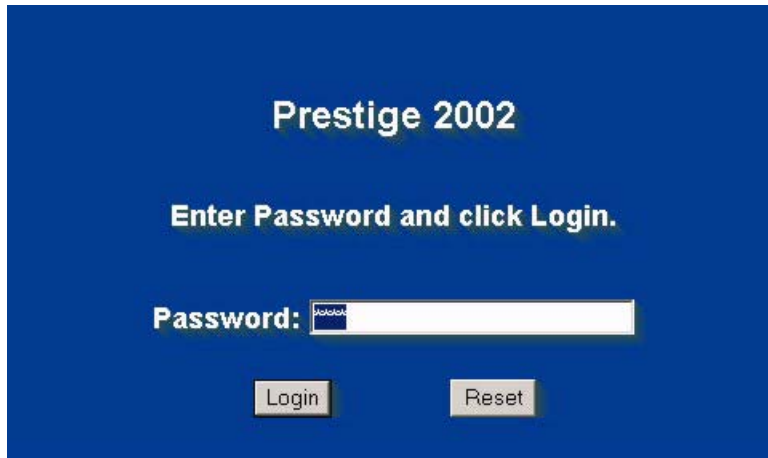 Prestige 2002
Enter Password and click Login.
Password: ****
Login Reset